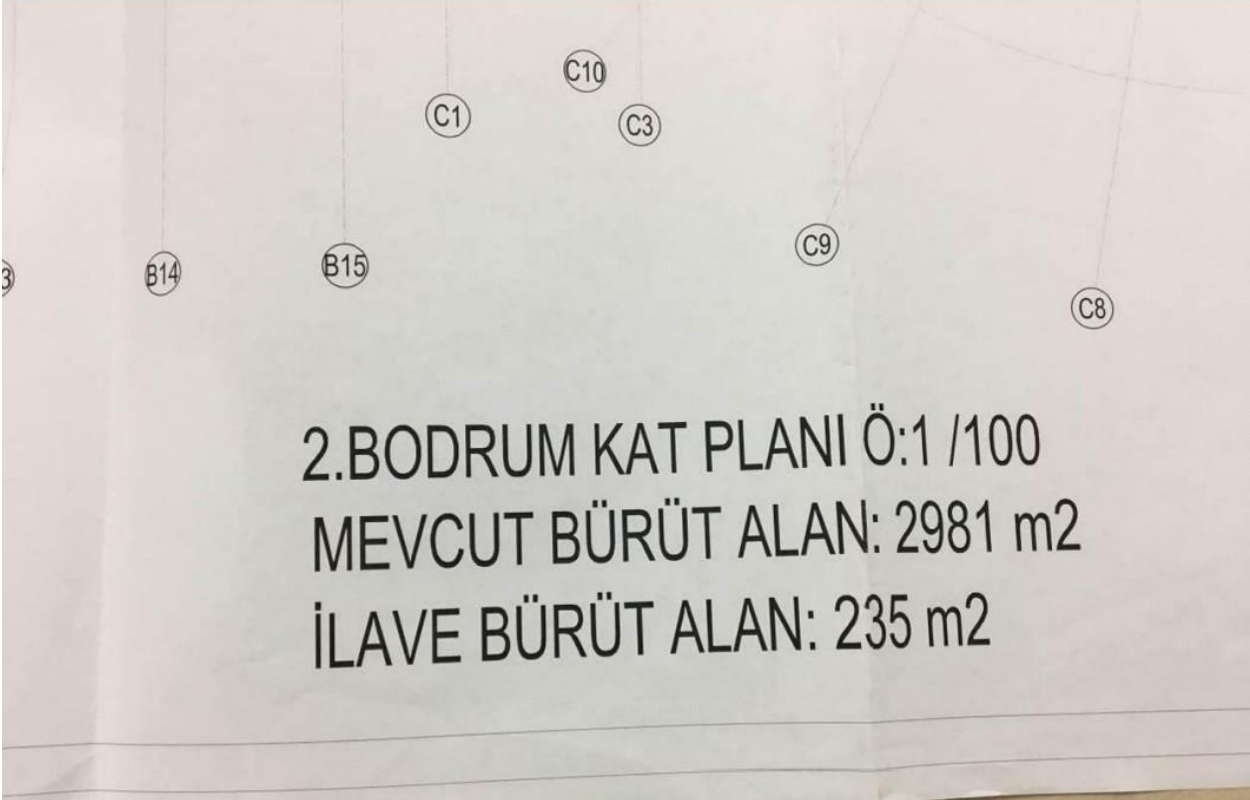 C10
C1
C3
C9
B14
B15
C8
2.BODRUM KAT PLANI Ö:1 /100
MEVCUT BÜRÜT ALAN: 2981 m2
İLAVE BÜRÜT ALAN: 235 m2